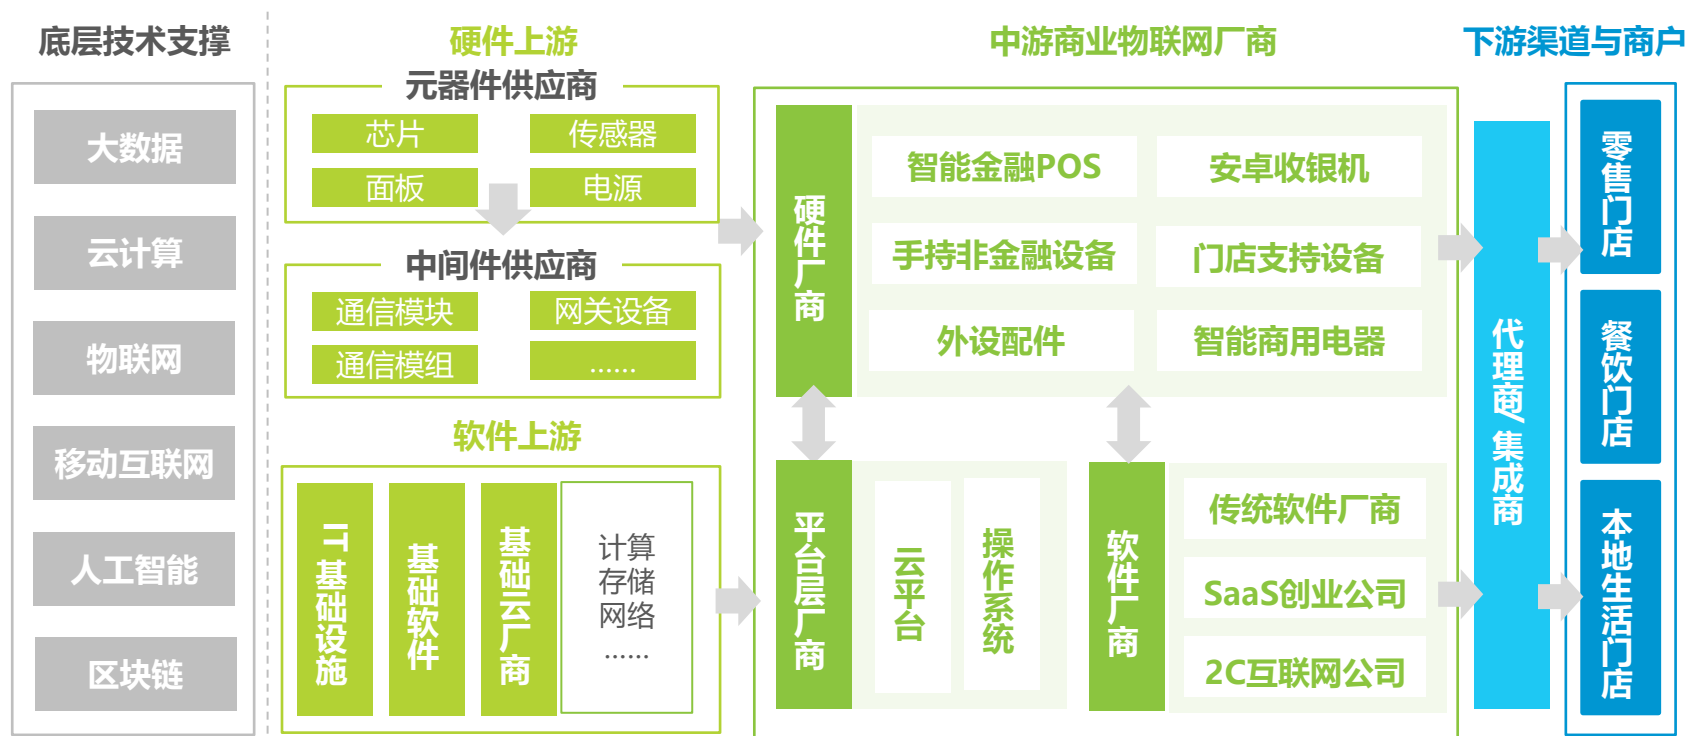 底层技术支撑
大数据
云计算
物联网
移动互联网
人工智能
区块链
硬件上游
元器件供应商
芯片
传感器
面板
电源
中间件供应商
通信模块
网关设备
通信模组
......
软件上游
IT基础设施
基础软件
基础云厂商
计算
存储
网络
......
中游商业物联网厂商
硬件厂商
智能金融POS
安卓收银机
手持非金融设备
门店支持设备
外设配件
智能商用电器
平台层厂商
云平台
操作系统
软件厂商
传统软件厂商
SaaS创业公司
2C互联网公司
代理商/集成商
下游渠道与商户
零售门店
餐饮门店
本地生活门店